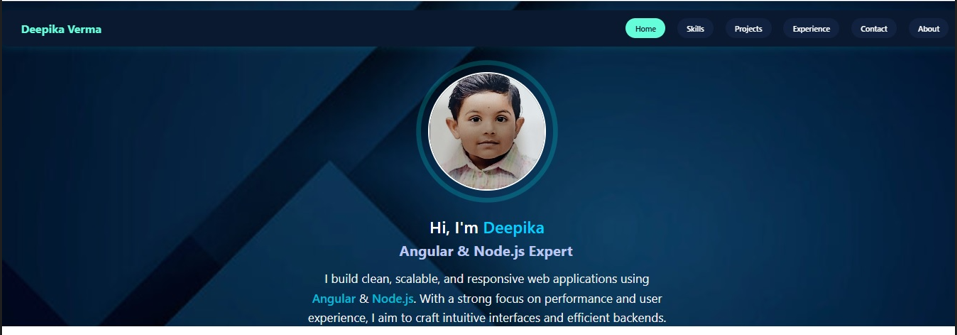 Deepika Verma
Home Skills Projects Experience Contact About
Hi, I'm Deepika
Angular & Node.js Expert
I build clean, scalable, and responsive web applications using
Angular & Node.js. With a strong focus on performance and user
experience, I aim to craft intuitive interfaces and efficient backends.